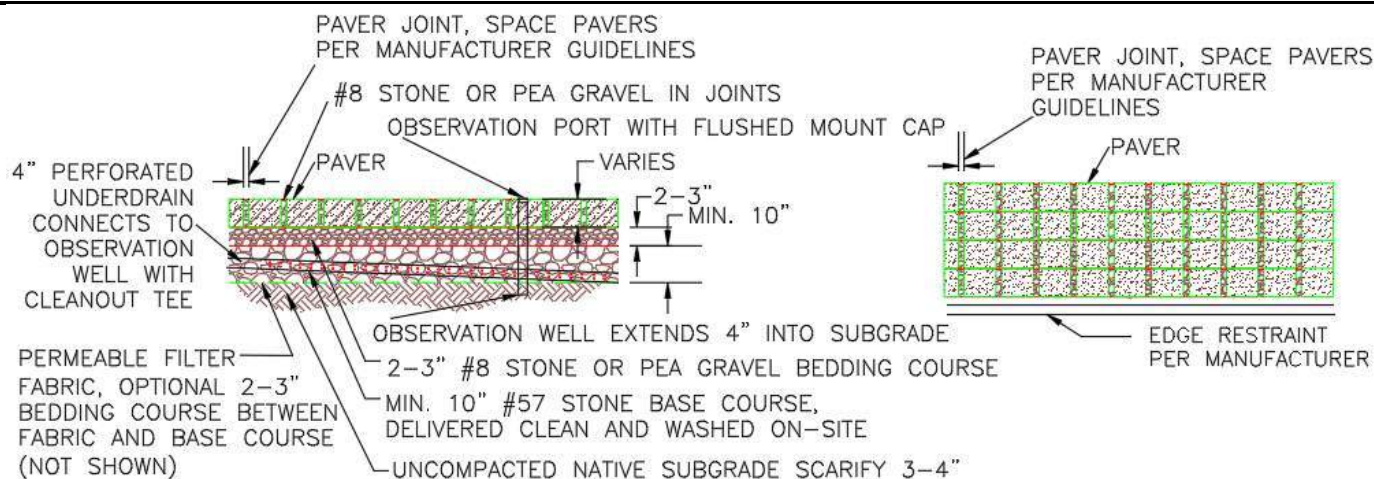 PAVER JOINT, SPACE PAVERS
PER MANUFACTURER GUIDELINES
#8 STONE OR PEA GRAVEL IN JOINTS
OBSERVATION PORT WITH FLUSHED MOUNT CAP
PAVER
VARIES
2-3"
MIN. 10"
4" PERFORATED
UNDERDRAIN
CONNECTS TO
OBSERVATION
WELL WITH
CLEANOUT TEE
OBSERVATION WELL EXTENDS 4" INTO SUBGRADE
2-3" #8 STONE OR PEA GRAVEL BEDDING COURSE
MIN. 10" #57 STONE BASE COURSE,
DELIVERED CLEAN AND WASHED ON-SITE
UNCOMPACTED NATIVE SUBGRADE SCARIFY 3-4"
PERMEABLE FILTER
FABRIC, OPTIONAL 2-3"
BEDDING COURSE BETWEEN
FABRIC AND BASE COURSE
(NOT SHOWN)
PAVER JOINT, SPACE PAVERS
PER MANUFACTURER
GUIDELINES
PAVER
EDGE RESTRAINT
PER MANUFACTURER